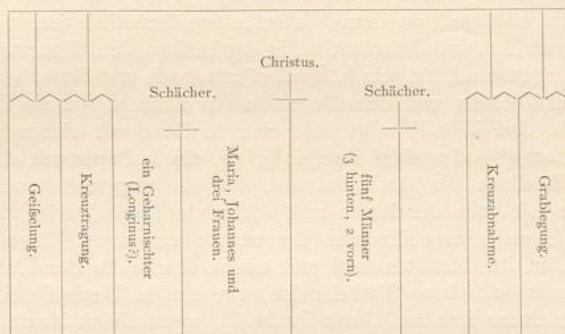 Christus.
Schächer.
Schächer.
Geiſselung.
Kreuztragung.
ein Geharnischter
(Longinus?).
Maria, Johannes und
drei Frauen.
fünf Männer
(3 hinten, 2 vorn).
Kreuzabnahme.
Grablegung.